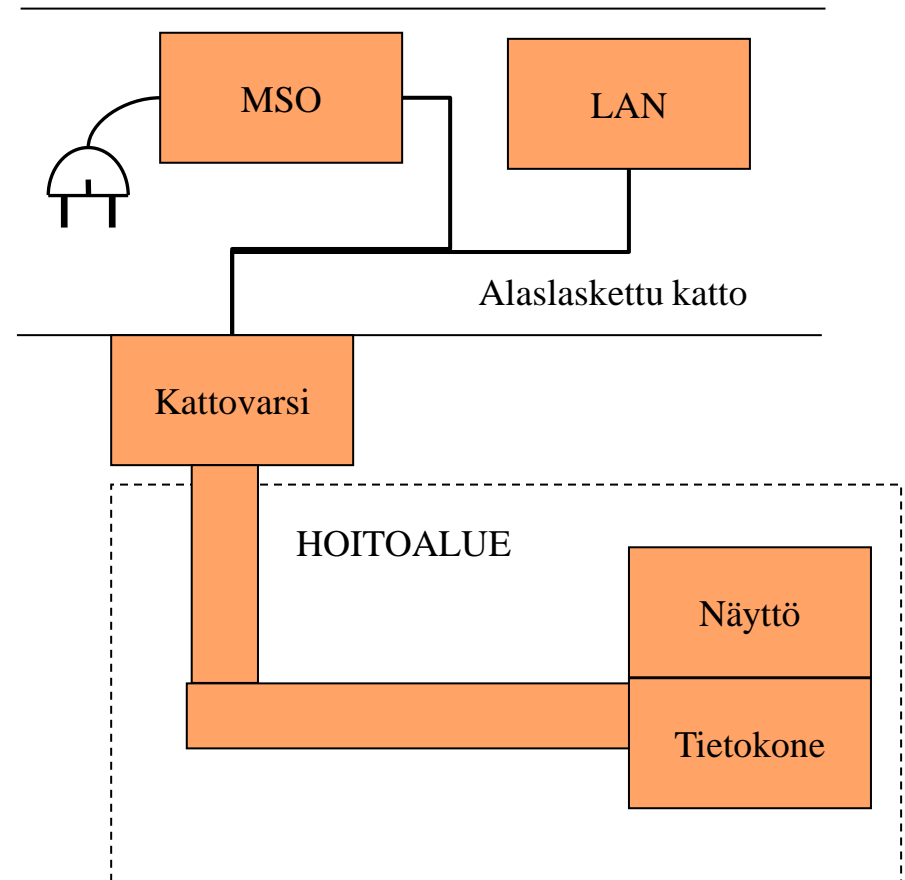 MSO
LAN
Alaslaskettu katto
Kattovarsi
HOITOALUE
Näyttö
Tietokone